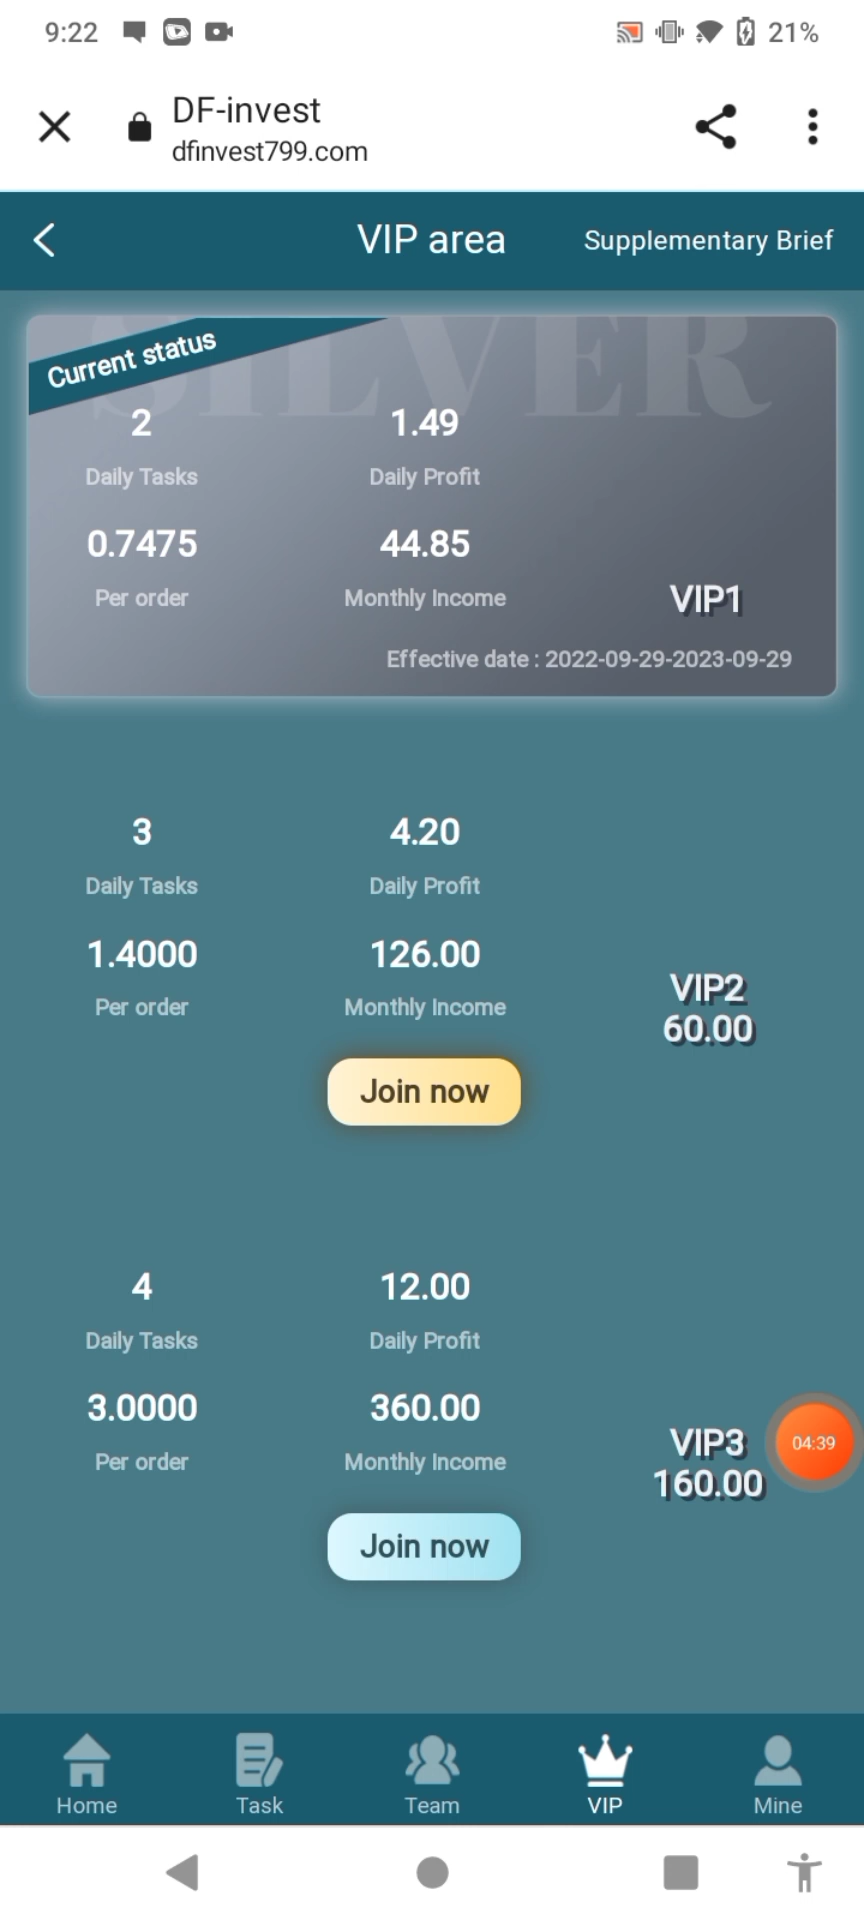 9:22
21%
DF-invest
dfinvest799.com
VIP area
Supplementary Brief
SILVER
Current status
2
1.49
Daily Tasks
Daily Profit
0.7475
44.85
Per order
Monthly Income
VIP1
Effective date : 2022-09-29-2023-09-29
3
4.20
Daily Tasks
Daily Profit
1.4000
126.00
Per order
Monthly Income
VIP2
60.00
Join now
4
12.00
Daily Tasks
Daily Profit
3.0000
360.00
Per order
Monthly Income
VIP3
160.00
04:39
Join now
Home
Task
Team
VIP
Mine